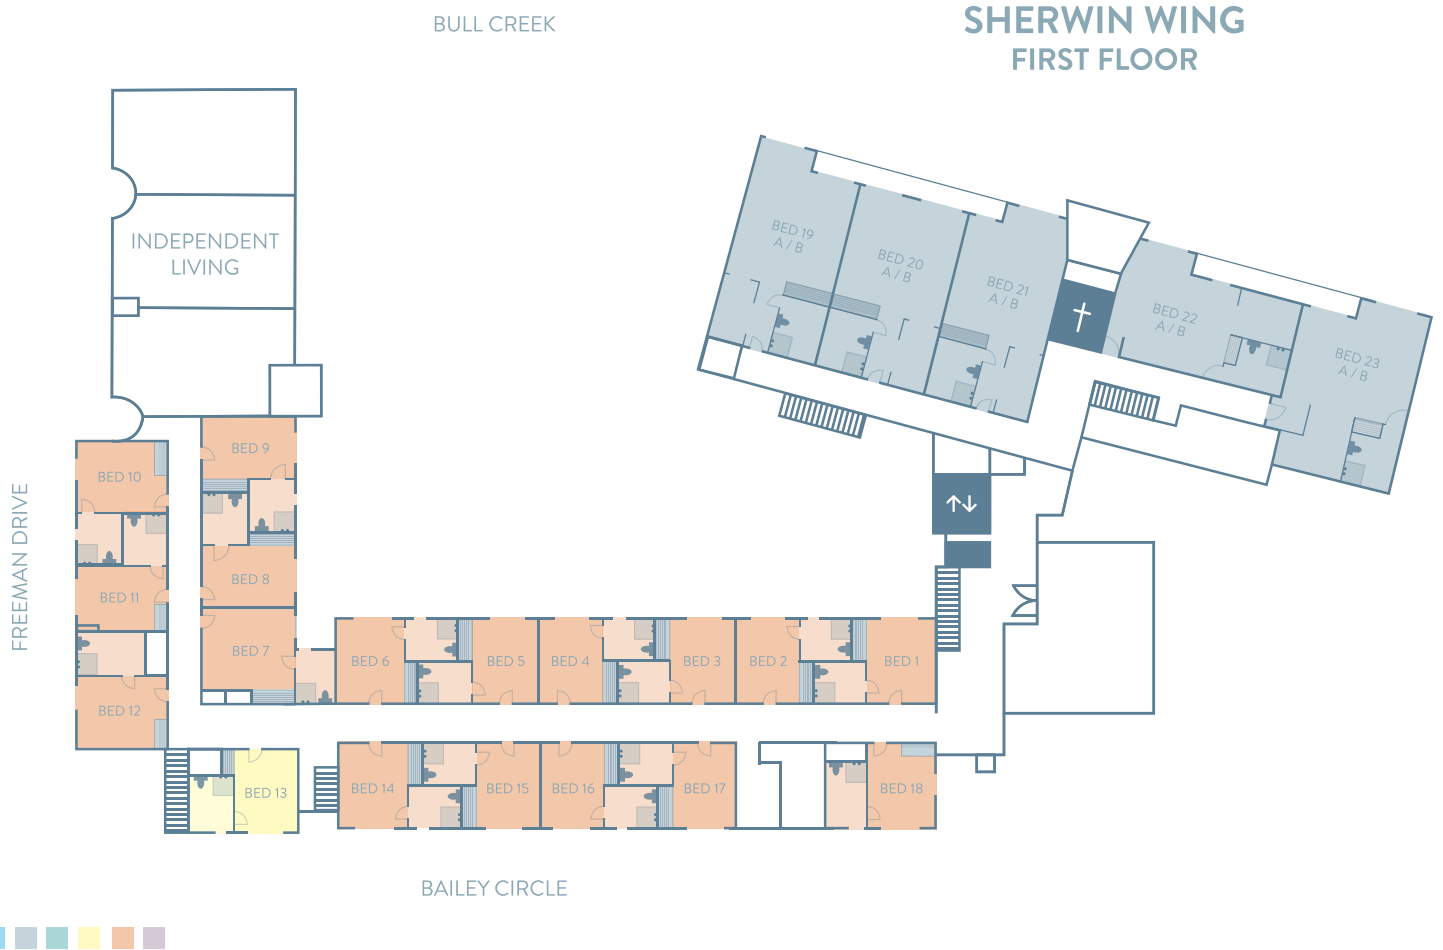 BULL CREEK
SHERWIN WING
FIRST FLOOR
INDEPENDENT
LIVING
BED 19
A / B
BED 20
A / B
BED 21
A / B
BED 22
A / B
BED 23
A / B
FREEMAN DRIVE
BED 9
BED 10
BED 8
BED 11
BED 7
BED 12
BED 6
BED 5
BED 4
BED 3
BED 2
BED 1
BED 13
BED 14
BED 15
BED 16
BED 17
BED 18
BAILEY CIRCLE